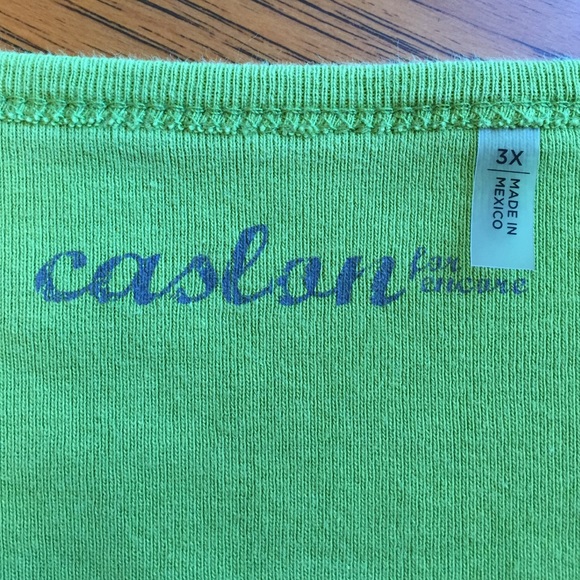 3X
MADE IN
MEXICO
caslon for
encore